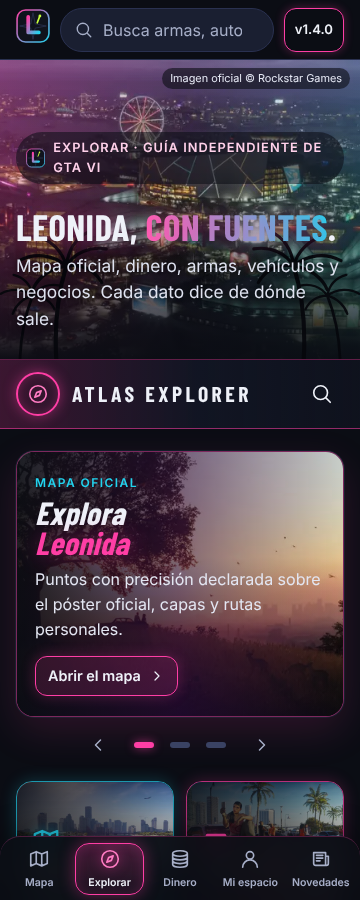 Busca armas, auto
v1.4.0
Imagen oficial © Rockstar Games
EXPLORAR · GUÍA INDEPENDIENTE DE
GTA VI
LEONIDA, CON FUENTES.
Mapa oficial, dinero, armas, vehículos y
negocios. Cada dato dice de dónde
sale.
ATLAS EXPLORER
MAPA OFICIAL
Explora
Leonida
Puntos con precisión declarada sobre
el póster oficial, capas y rutas
personales.
Abrir el mapa
Mapa
Explorar
Dinero
Mi espacio
Novedades